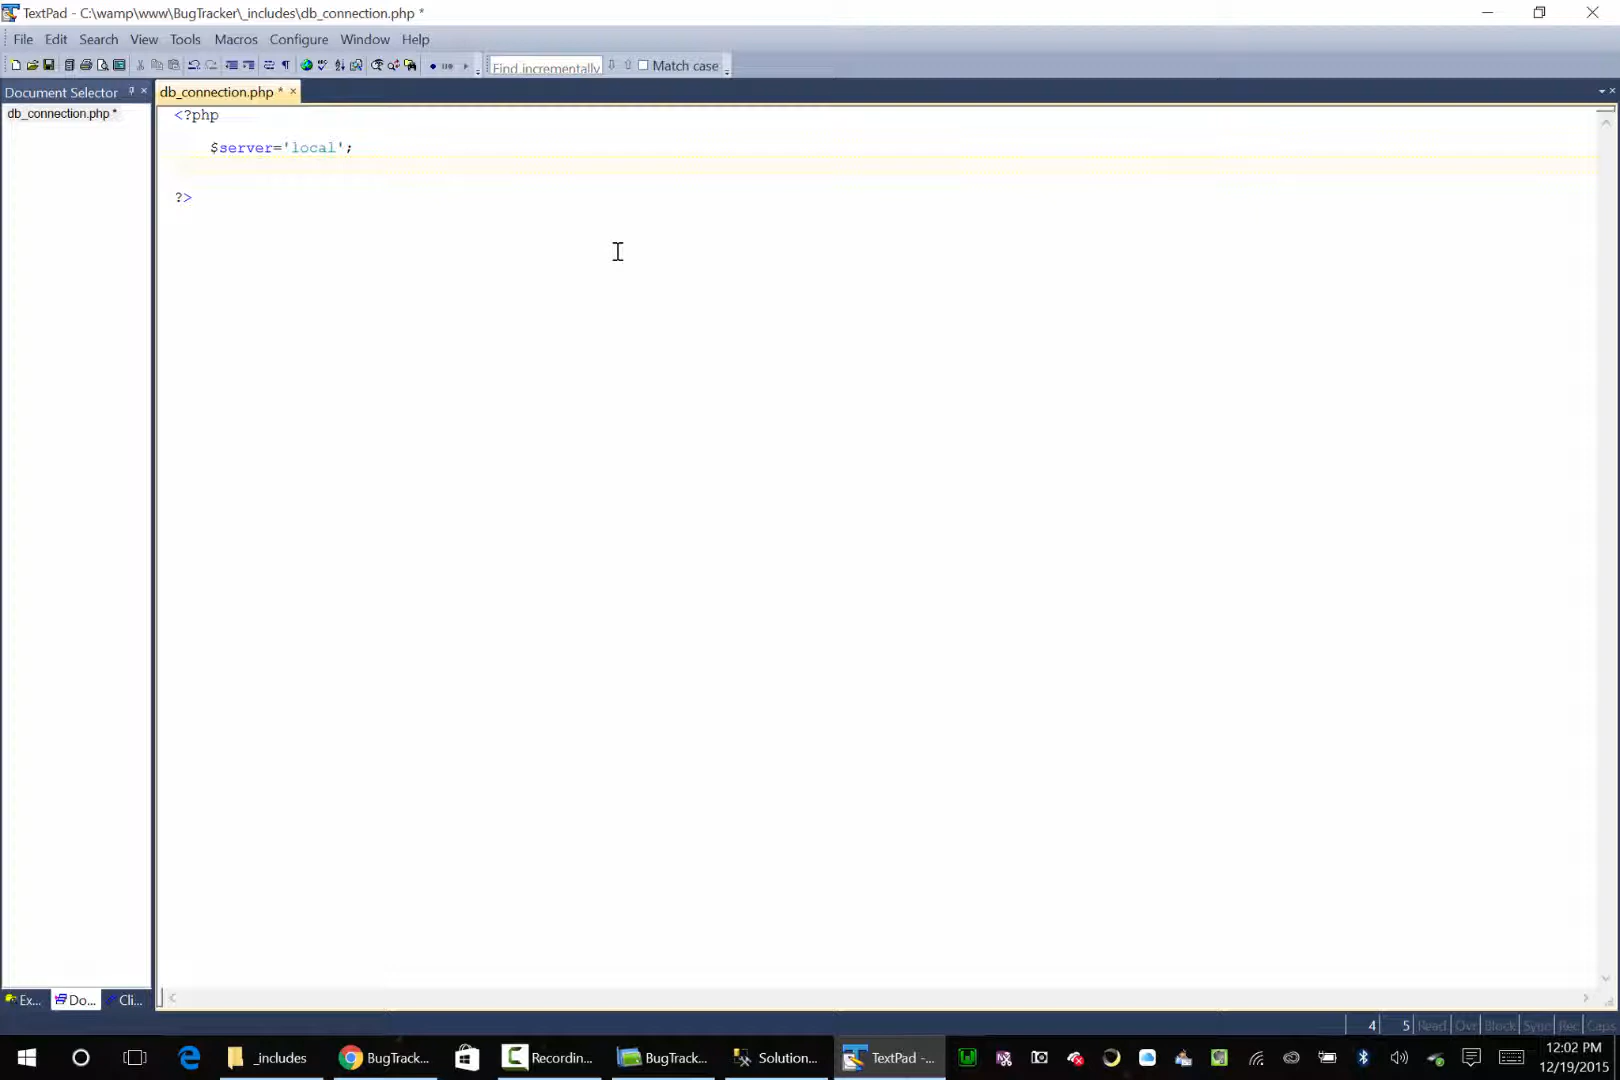 TextPad - C:\wamp\www\BugTracker\_includes\db_connection.php *
File Edit Search View Tools Macros Configure Window Help
Find incrementally Match case
Document Selector
db_connection.php *
db_connection.php *
<?php
$server='local';
?>
Ex... Do... Cli...
4 5 Read Ovr Block Sync Rec Caps
_includes BugTrack... Recordin... BugTrack... Solution... TextPad -...
12:02 PM
12/19/2015